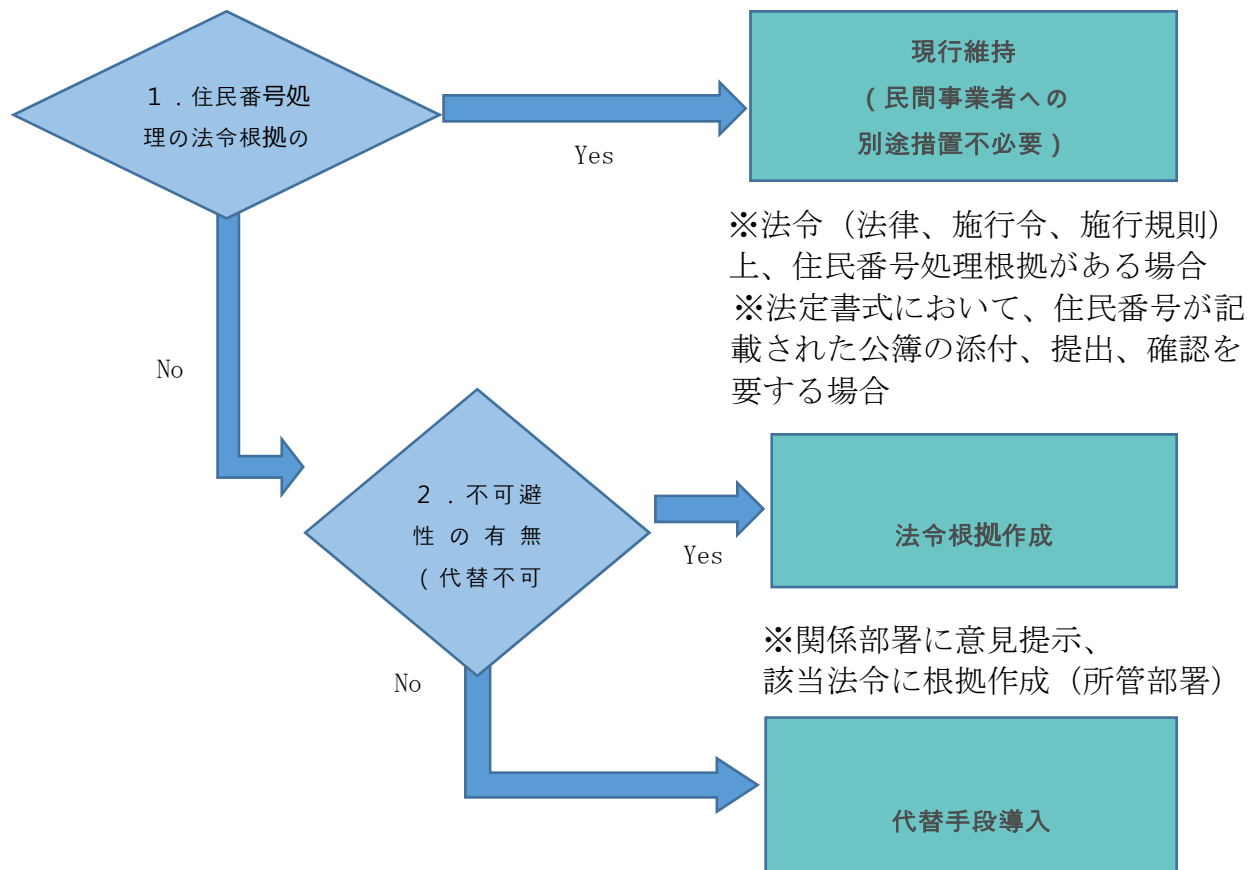 １．住民番号処
理の法令根拠の
Yes
現行維持
(民間事業者への
別途措置不必要)
※法令（法律、施行令、施行規則）
上、住民番号処理根拠がある場合
※法定書式において、住民番号が記
載された公簿の添付、提出、確認を
要する場合
No
２．不可避
性の有無
(代替不可
Yes
法令根拠作成
※関係部署に意見提示、
該当法令に根拠作成（所管部署）
No
代替手段導入